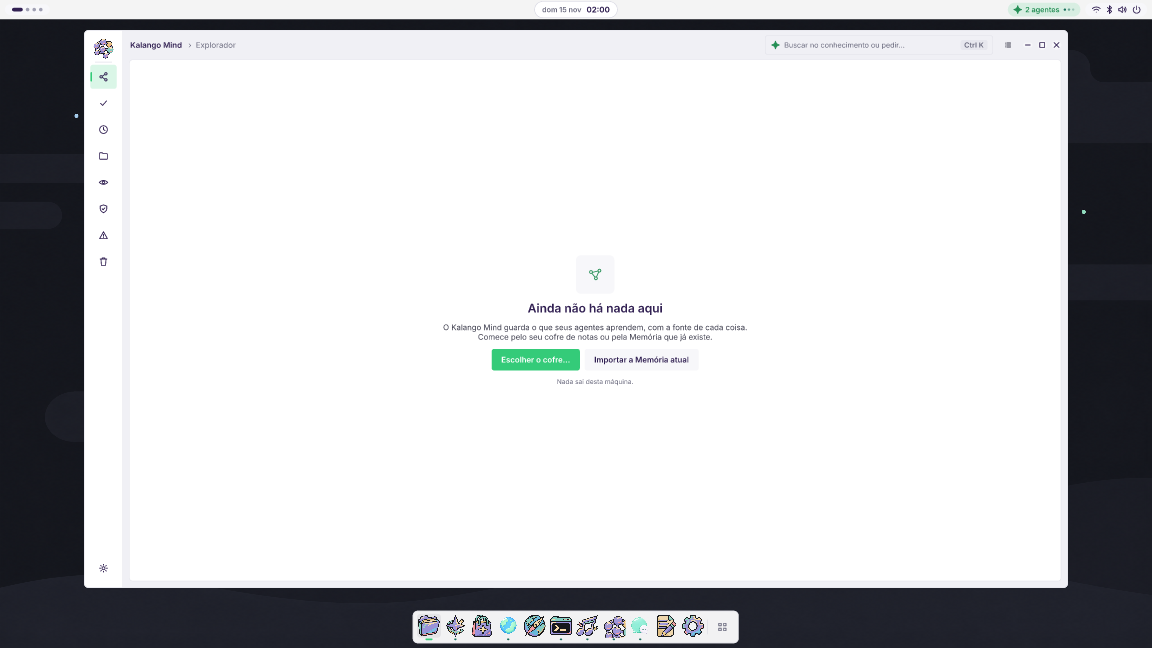 dom 15 nov 02:00
2 agentes
Kalango Mind › Explorador
Buscar no conhecimento ou pedir... Ctrl K
Ainda não há nada aqui
O Kalango Mind guarda o que seus agentes aprendem, com a fonte de cada coisa.
Comece pelo seu cofre de notas ou pela Memória que já existe.
Escolher o cofre...
Importar a Memória atual
Nada sai desta máquina.